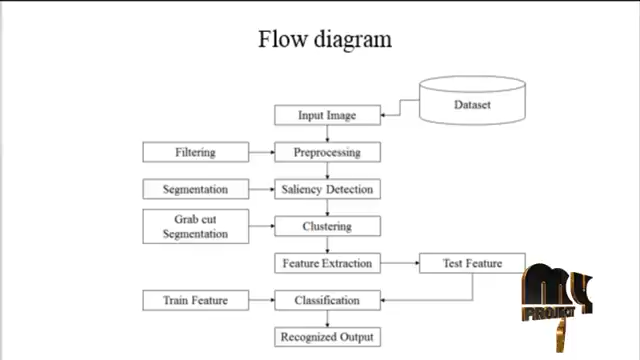 Flow diagram
Dataset
Input Image
Filtering
Preprocessing
Segmentation
Saliency Detection
Grab cut
Segmentation
Clustering
Feature Extraction
Test Feature
Train Feature
Classification
Recognized Output
MY
PROJECT